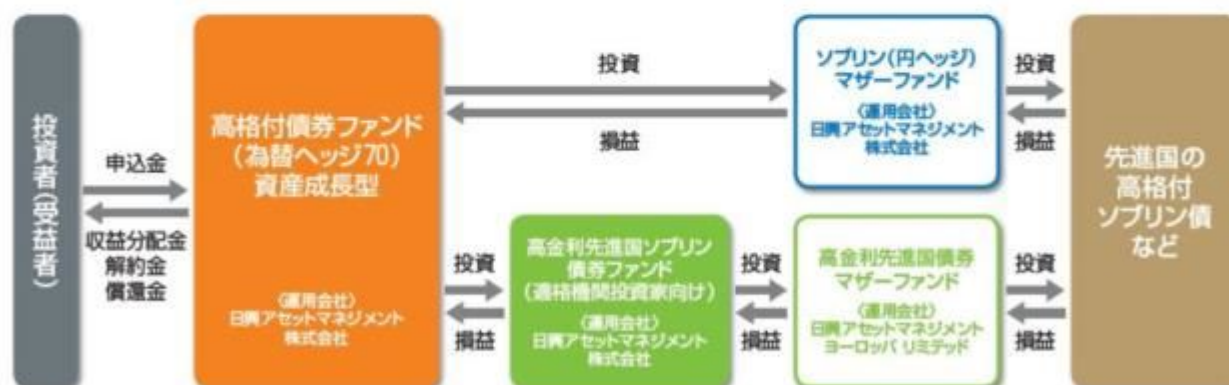 投資者(受益者)
申込金
収益分配金
解約金
償還金
高格付債券ファンド
(為替ヘッジ70)
資産成長型
〈運用会社〉
日興アセットマネジメント
株式会社
投資
損益
ソブリン(円ヘッジ)
マザーファンド
〈運用会社〉
日興アセットマネジメント
株式会社
投資
損益
投資
損益
高金利先進国ソブリン
債券ファンド
(適格機関投資家向け)
〈運用会社〉
日興アセットマネジメント
株式会社
投資
損益
高金利先進国債券
マザーファンド
〈運用会社〉
日興アセットマネジメント
ヨーロッパ リミテッド
投資
損益
先進国の
高格付
ソブリン債
など